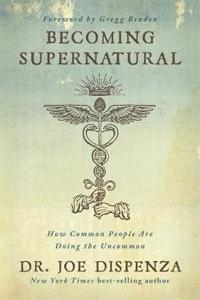 Foreword by Gregg Braden
BECOMING
SUPERNATURAL
How Common People Are
Doing the Uncommon
DR. JOE DISPENZA
New York Times best-selling author